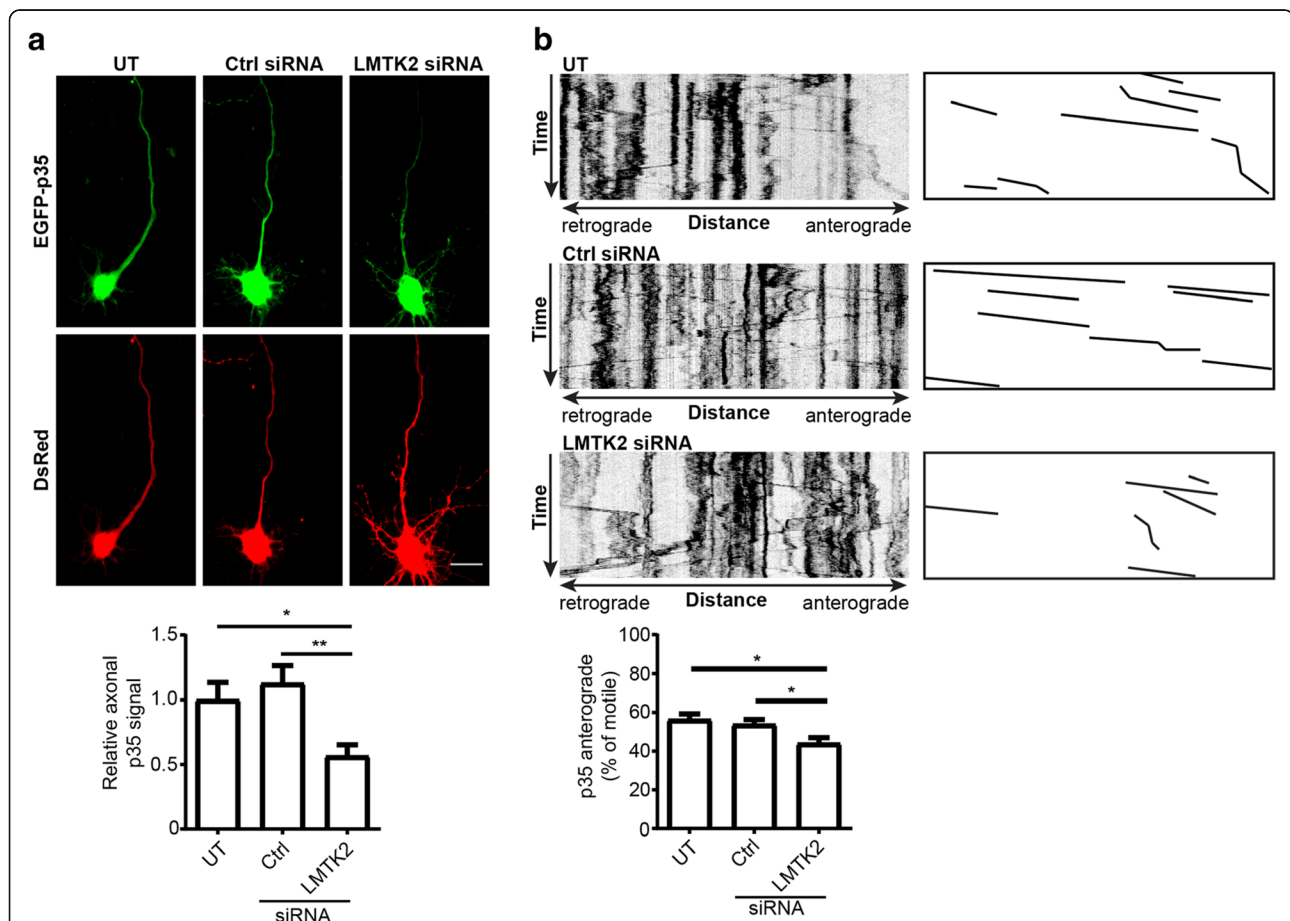 a
UT
Ctrl siRNA
LMTK2 siRNA
EGFP-p35
DsRed
*
**
1.5
1.0
0.5
0
Relative axonal
p35 signal
UT
Ctrl
LMTK2
siRNA
b
UT
Time
retrograde Distance anterograde
Ctrl siRNA
Time
retrograde Distance anterograde
LMTK2 siRNA
Time
retrograde Distance anterograde
*
*
100
80
60
40
20
0
p35 anterograde
(% of motile)
UT
Ctrl
LMTK2
siRNA